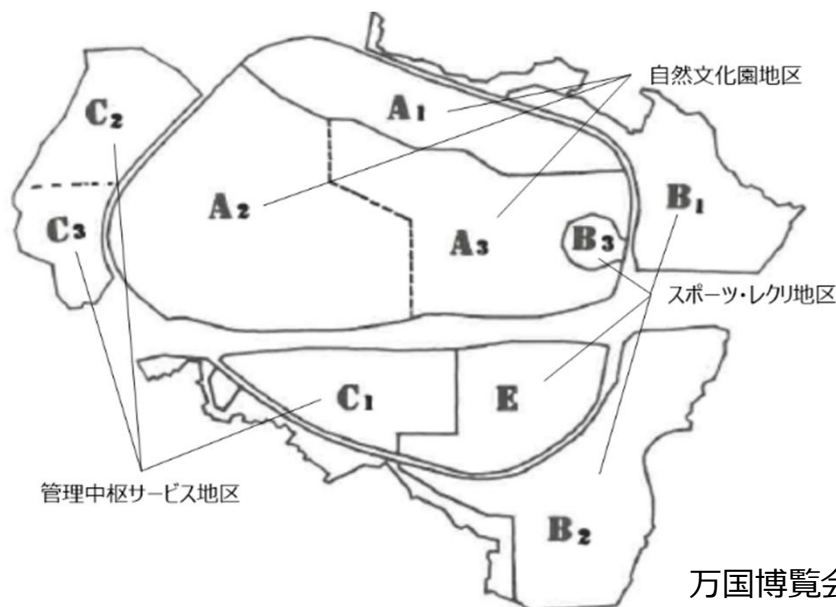 自然文化園地区
A1
C2
B1
A2
C3
A3
B3
スポーツ・レクリ地区
C1
E
管理中枢サービス地区
B2
万国博覧会